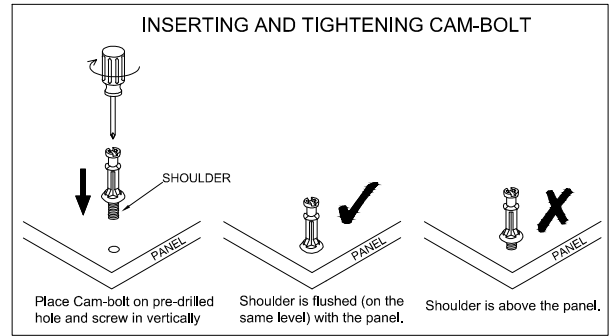 INSERTING AND TIGHTENING CAM-BOLT
SHOULDER
PANEL
Place Cam-bolt on pre-drilled
hole and screw in vertically
PANEL
Shoulder is flushed (on the
same level) with the panel.
PANEL
Shoulder is above the panel.